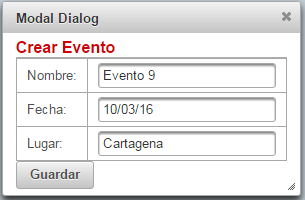 Modal Dialog
Crear Evento
Nombre: Evento 9
Fecha: 10/03/16
Lugar: Cartagena
Guardar